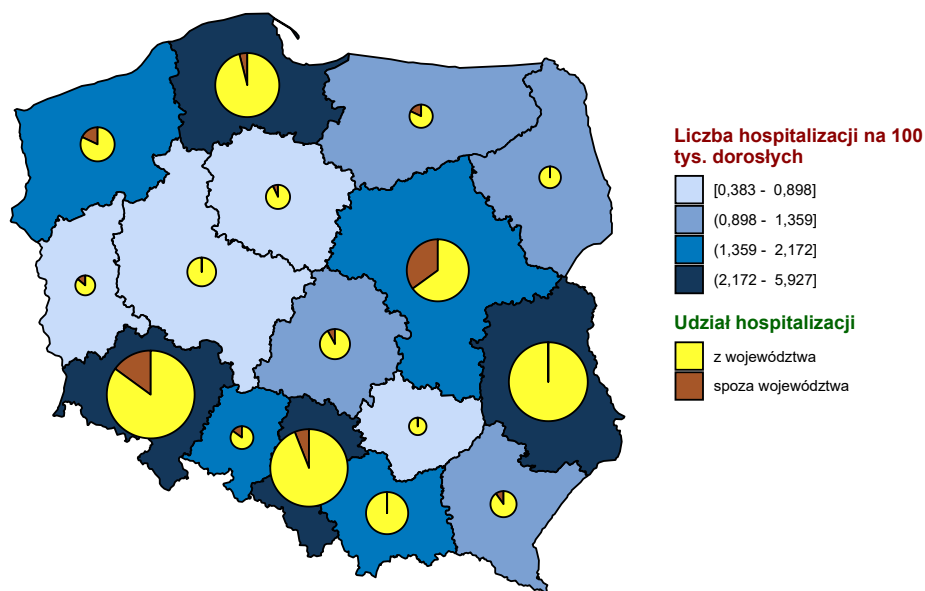 Liczba hospitalizacji na 100
tys. dorosłych
[0,383 - 0,898]
(0,898 - 1,359]
(1,359 - 2,172]
(2,172 - 5,927]
Udział hospitalizacji
z województwa
spoza województwa